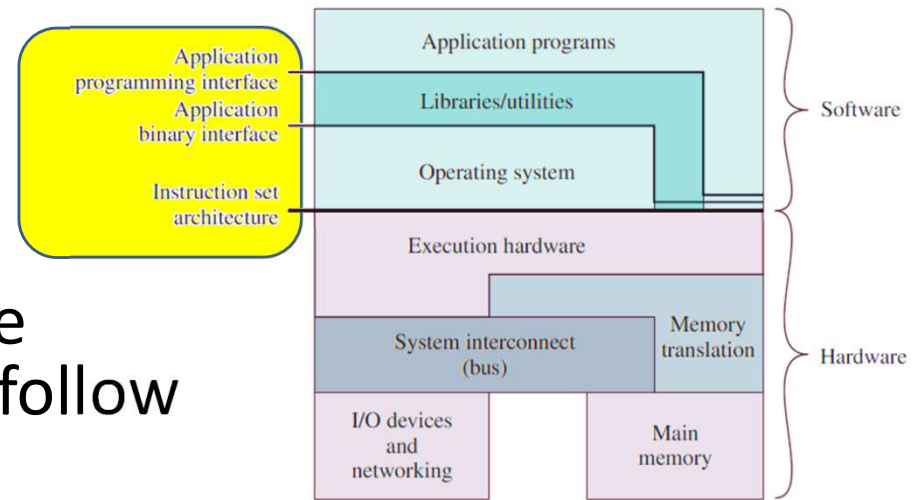 Application
programming interface
Application
binary interface
Instruction set
architecture
Application programs
Libraries/utilities
Operating system
Software
Execution hardware
System interconnect
(bus)
Memory
translation
I/O devices
and
networking
Main
memory
Hardware
e
follow